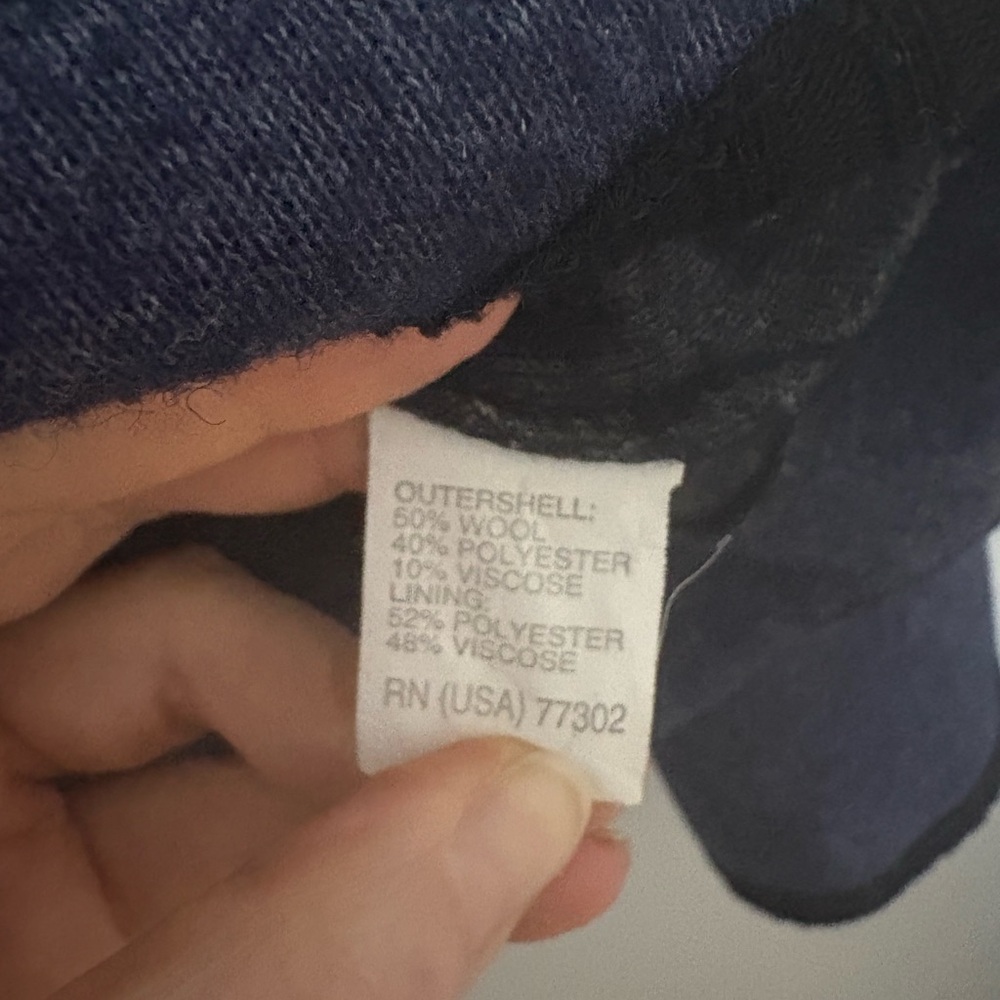 OUTERSHELL:
50% WOOL
40% POLYESTER
10% VISCOSE
LINING:
52% POLYESTER
48% VISCOSE
RN (USA) 77302